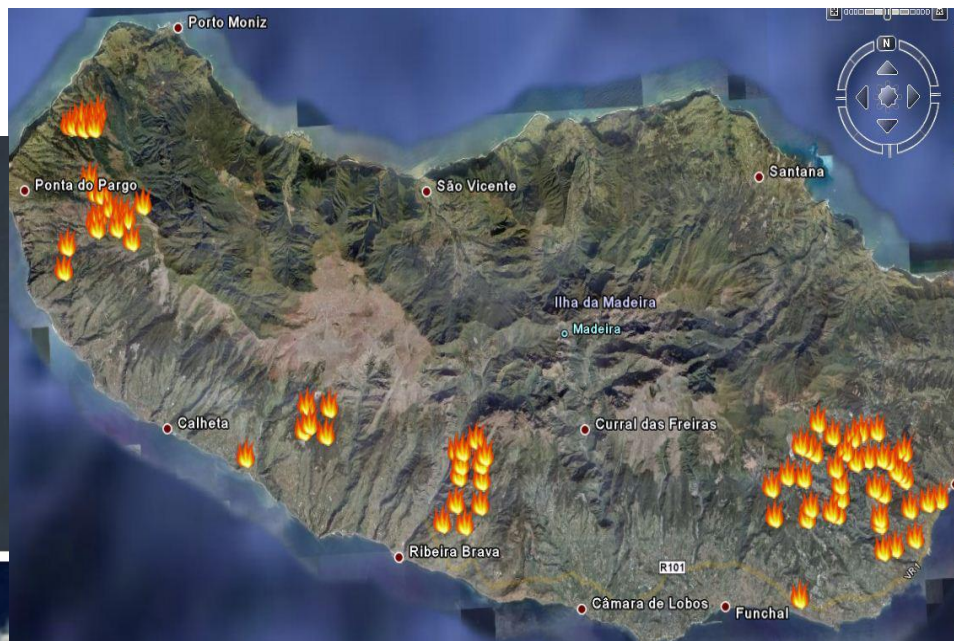 Porto Moniz
N
Santana
Ponta do Pargo
São Vicente
Ilha da Madeira
Madeira
Calheta
Curral das Freiras
Ribeira Brava
R101
VR1
Câmara de Lobos
Funchal